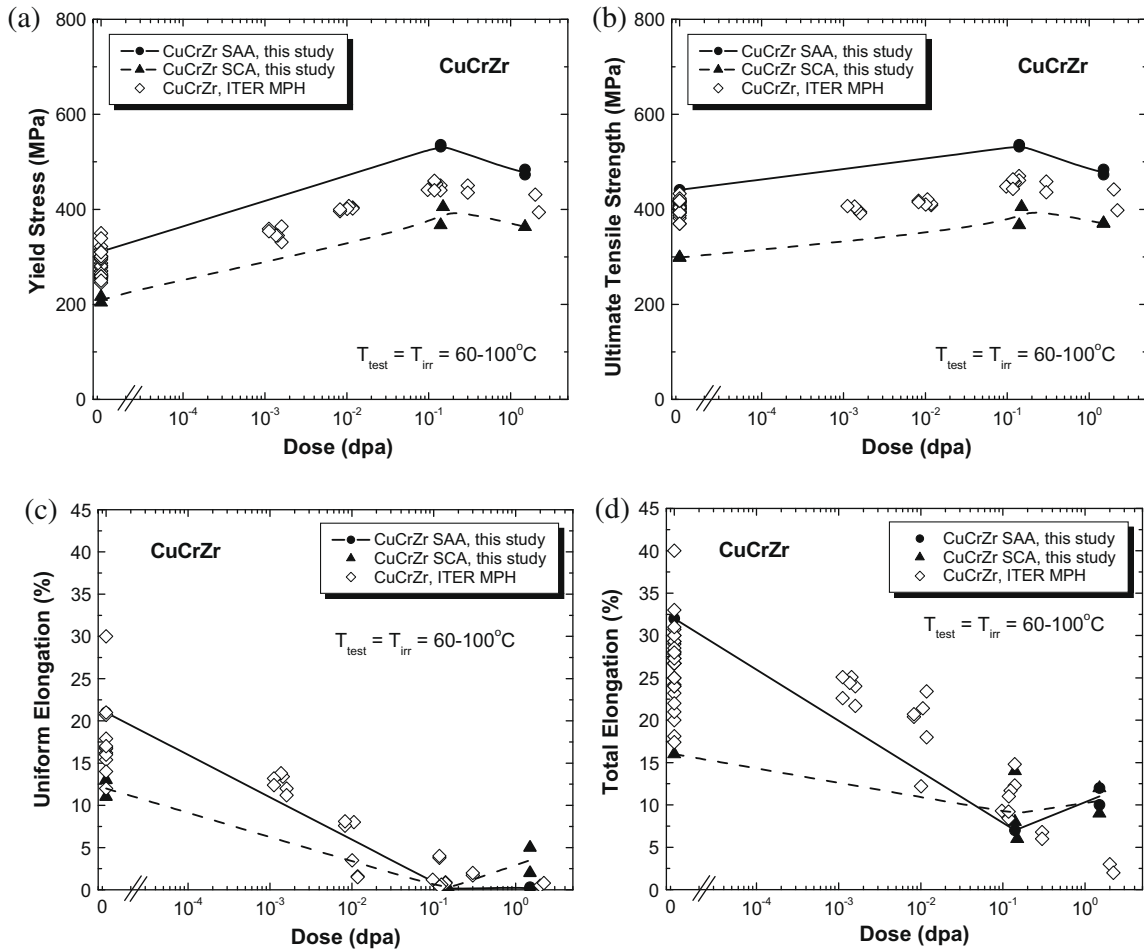 (a)
CuCrZr SAA, this study
CuCrZr SCA, this study
CuCrZr, ITER MPH
CuCrZr
Yield Stress (MPa)
800
600
400
200
0
T_test = T_irr = 60-100°C
0 10^-4 10^-3 10^-2 10^-1 10^0
Dose (dpa)
(b)
CuCrZr SAA, this study
CuCrZr SCA, this study
CuCrZr, ITER MPH
CuCrZr
Ultimate Tensile Strength (MPa)
800
600
400
200
0
T_test = T_irr = 60-100°C
0 10^-4 10^-3 10^-2 10^-1 10^0
Dose (dpa)
(c)
CuCrZr
CuCrZr SAA, this study
CuCrZr SCA, this study
CuCrZr, ITER MPH
T_test = T_irr = 60-100°C
Uniform Elongation (%)
45
40
35
30
25
20
15
10
5
0
0 10^-4 10^-3 10^-2 10^-1 10^0
Dose (dpa)
(d)
CuCrZr
CuCrZr SAA, this study
CuCrZr SCA, this study
CuCrZr, ITER MPH
T_test = T_irr = 60-100°C
Total Elongation (%)
45
40
35
30
25
20
15
10
5
0
0 10^-4 10^-3 10^-2 10^-1 10^0
Dose (dpa)